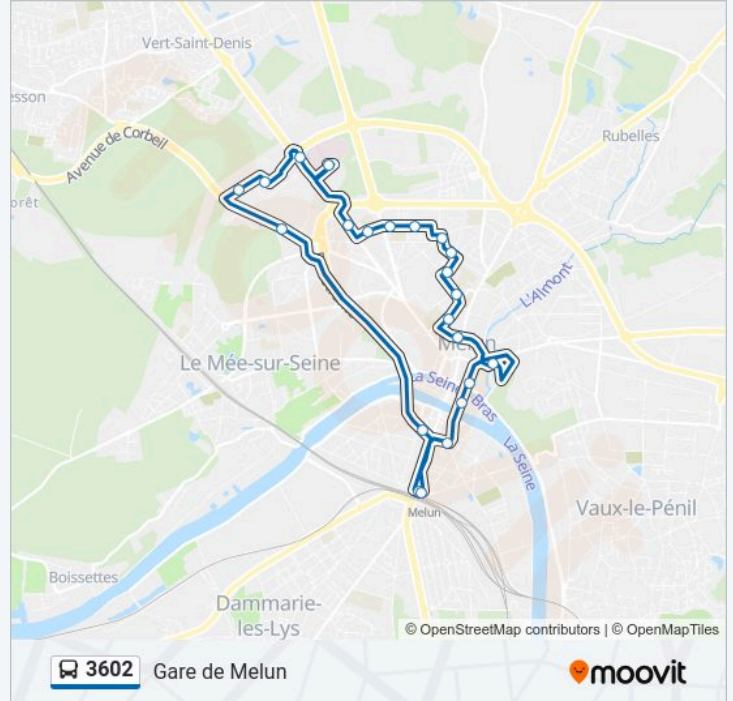 Vert-Saint-Denis
esson
Avenue de Corbeil
Rubelles
orêt
L'Almont
Le Mée-sur-Seine
La Seine
Bras
La Seine
Melun
Vaux-le-Pénil
Boissettes
Dammarie-
les-Lys
© OpenStreetMap contributors | © OpenMapTiles
3602 Gare de Melun
moovit